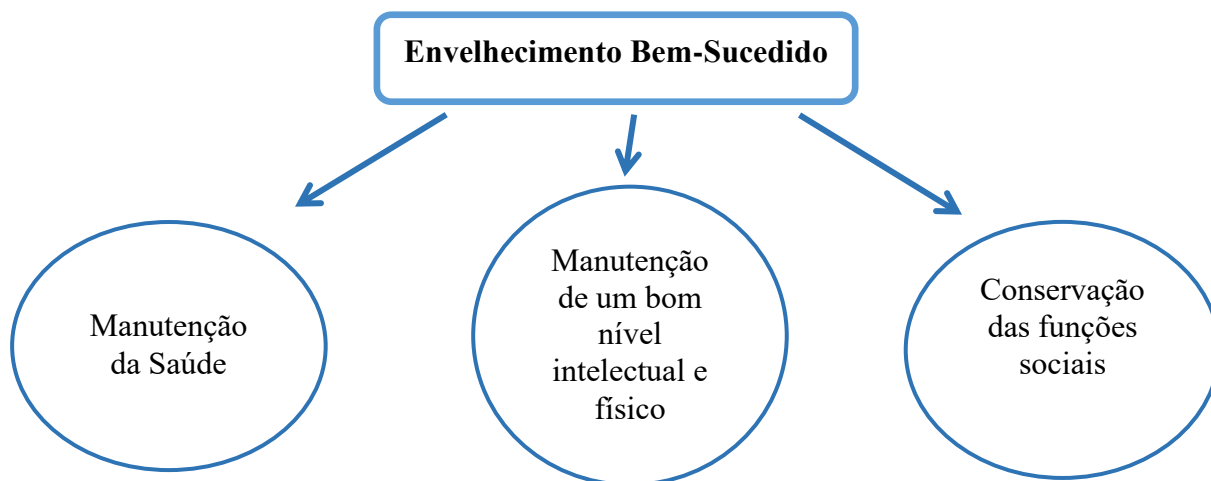 Envelhecimento Bem-Sucedido
Manutenção
da Saúde
Manutenção
de um bom
nível
intelectual e
físico
Conservação
das funções
sociais